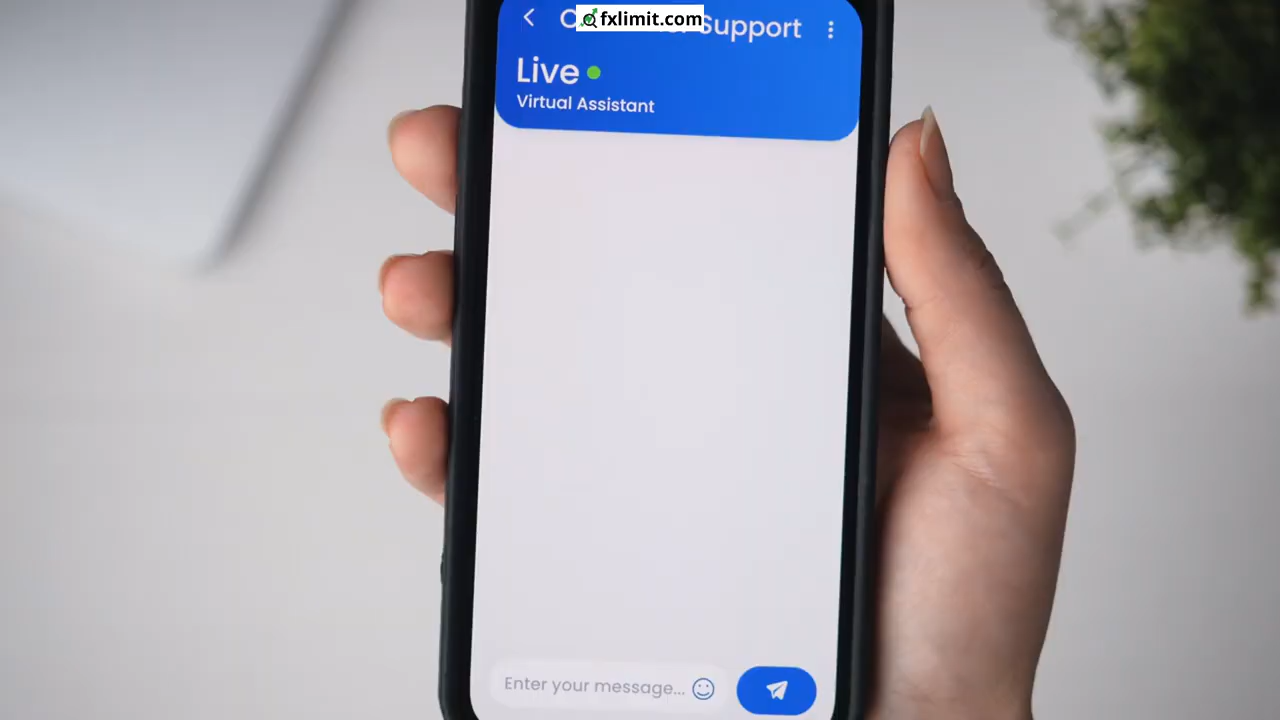 fxlimit.com
Support
Live
Virtual Assistant
Enter your message...